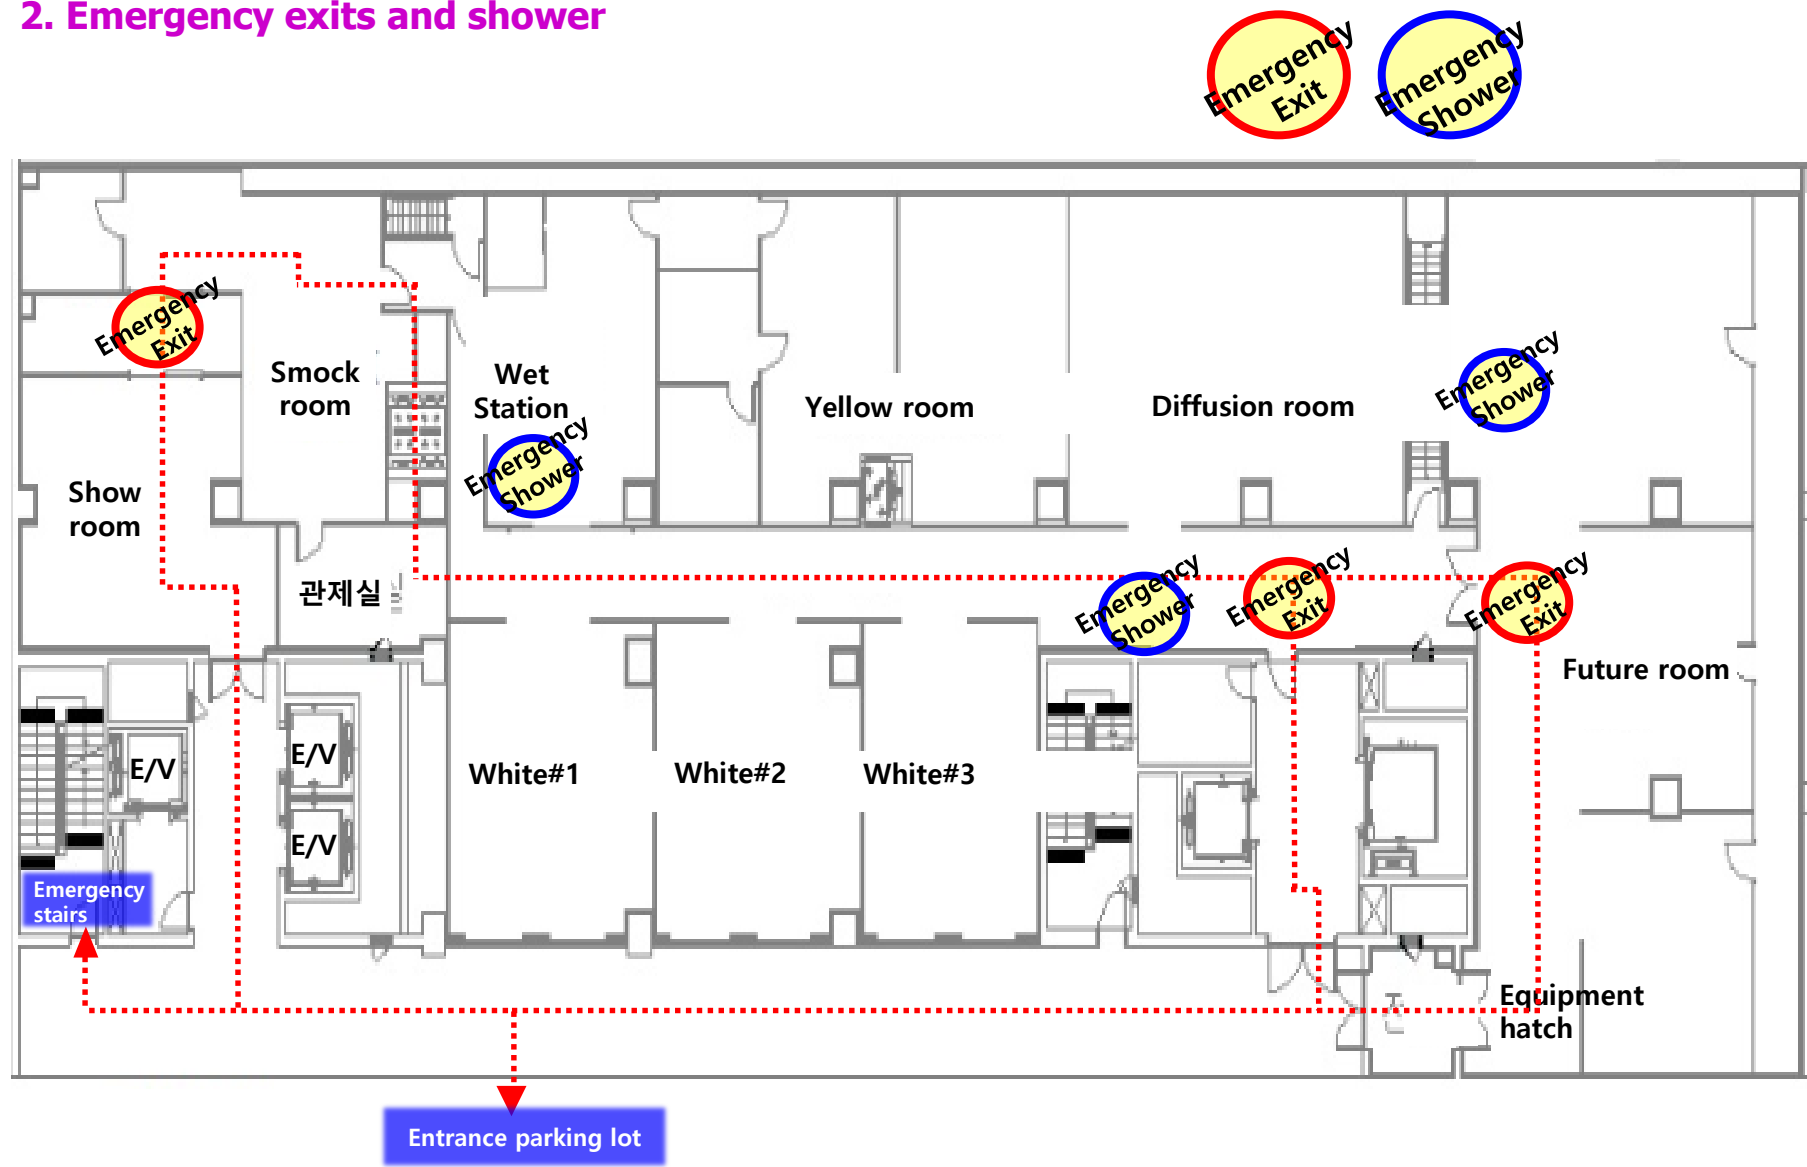 2. Emergency exits and shower
Emergency
Exit
Emergency
Shower
Emergency
Exit
Smock
room
Wet
Station
Emergency
Shower
Yellow room
Diffusion room
Emergency
Shower
Show
room
관제실
Emergency
Shower
Emergency
Exit
Emergency
Exit
Future room
E/V
E/V
E/V
White#1
White#2
White#3
Emergency
stairs
Equipment
hatch
Entrance parking lot